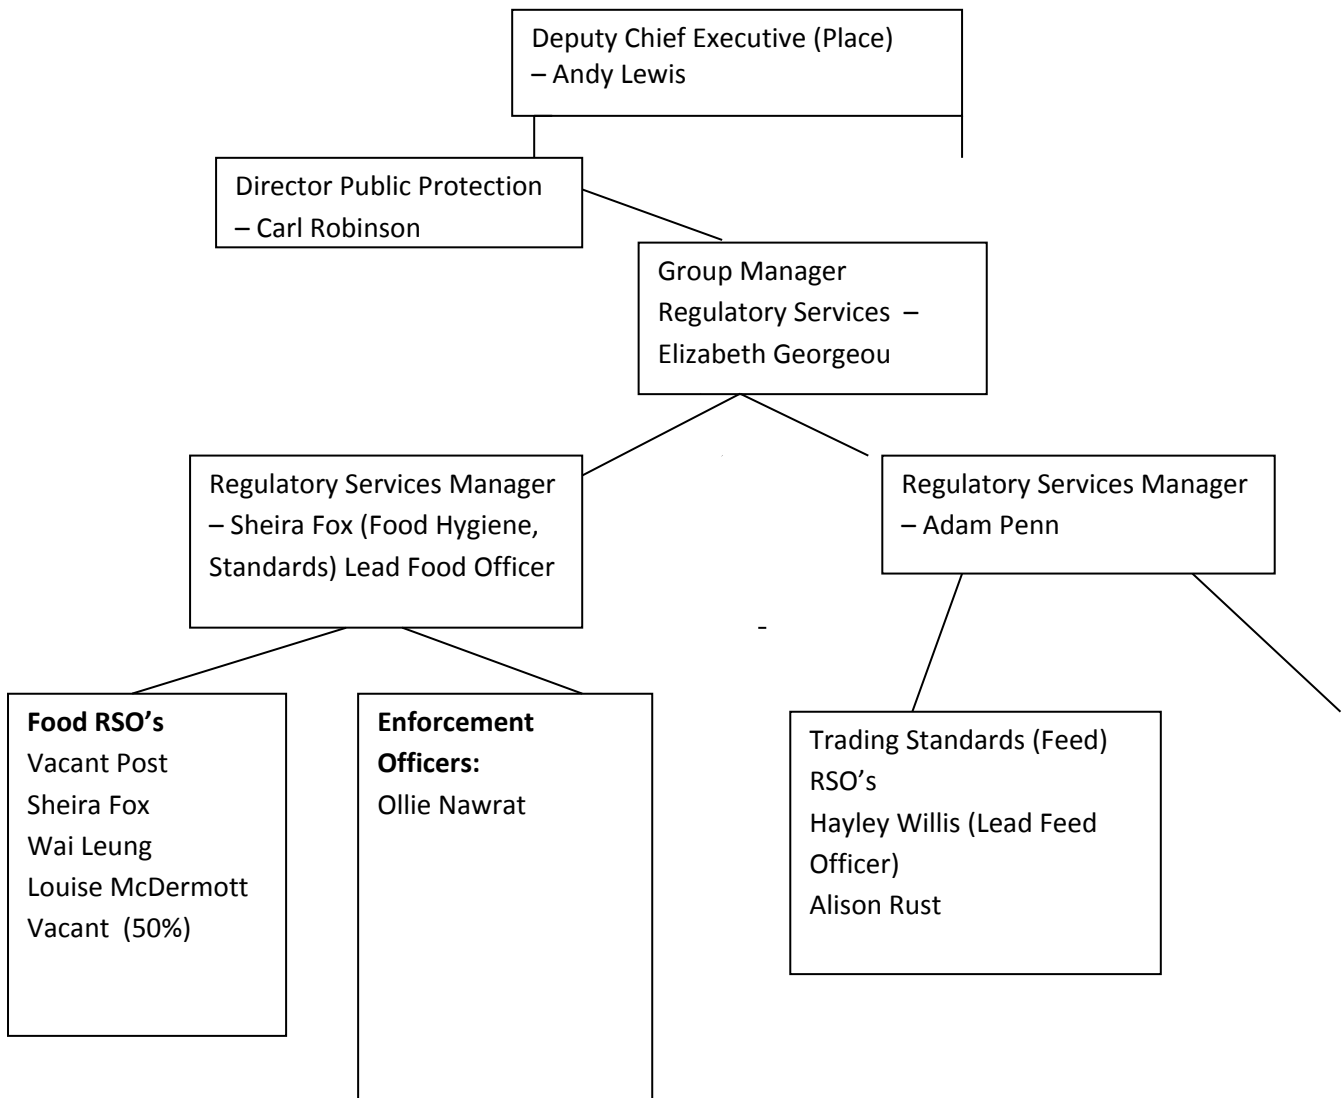 Deputy Chief Executive (Place)
– Andy Lewis
Director Public Protection
– Carl Robinson
Group Manager
Regulatory Services –
Elizabeth Georgeou
Regulatory Services Manager
– Sheira Fox (Food Hygiene,
Standards) Lead Food Officer
Regulatory Services Manager
– Adam Penn
Food RSO’s
Vacant Post
Sheira Fox
Wai Leung
Louise McDermott
Vacant (50%)
Enforcement
Officers:
Ollie Nawrat
Trading Standards (Feed)
RSO’s
Hayley Willis (Lead Feed
Officer)
Alison Rust